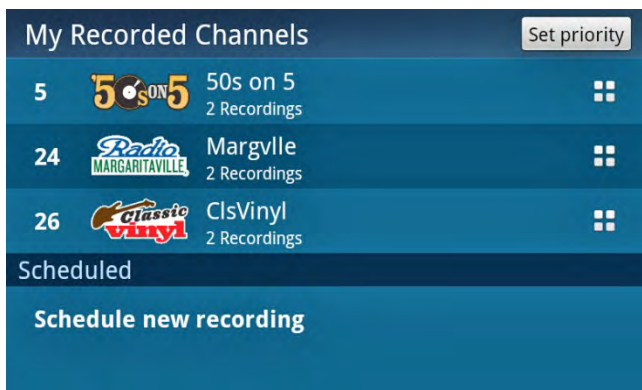 My Recorded Channels
Set priority
5
'50s ON 5
50s on 5
2 Recordings
24
Radio
MARGARITAVILLE
Margvlle
2 Recordings
26
Classic
vinyl
ClsVinyl
2 Recordings
Scheduled
Schedule new recording